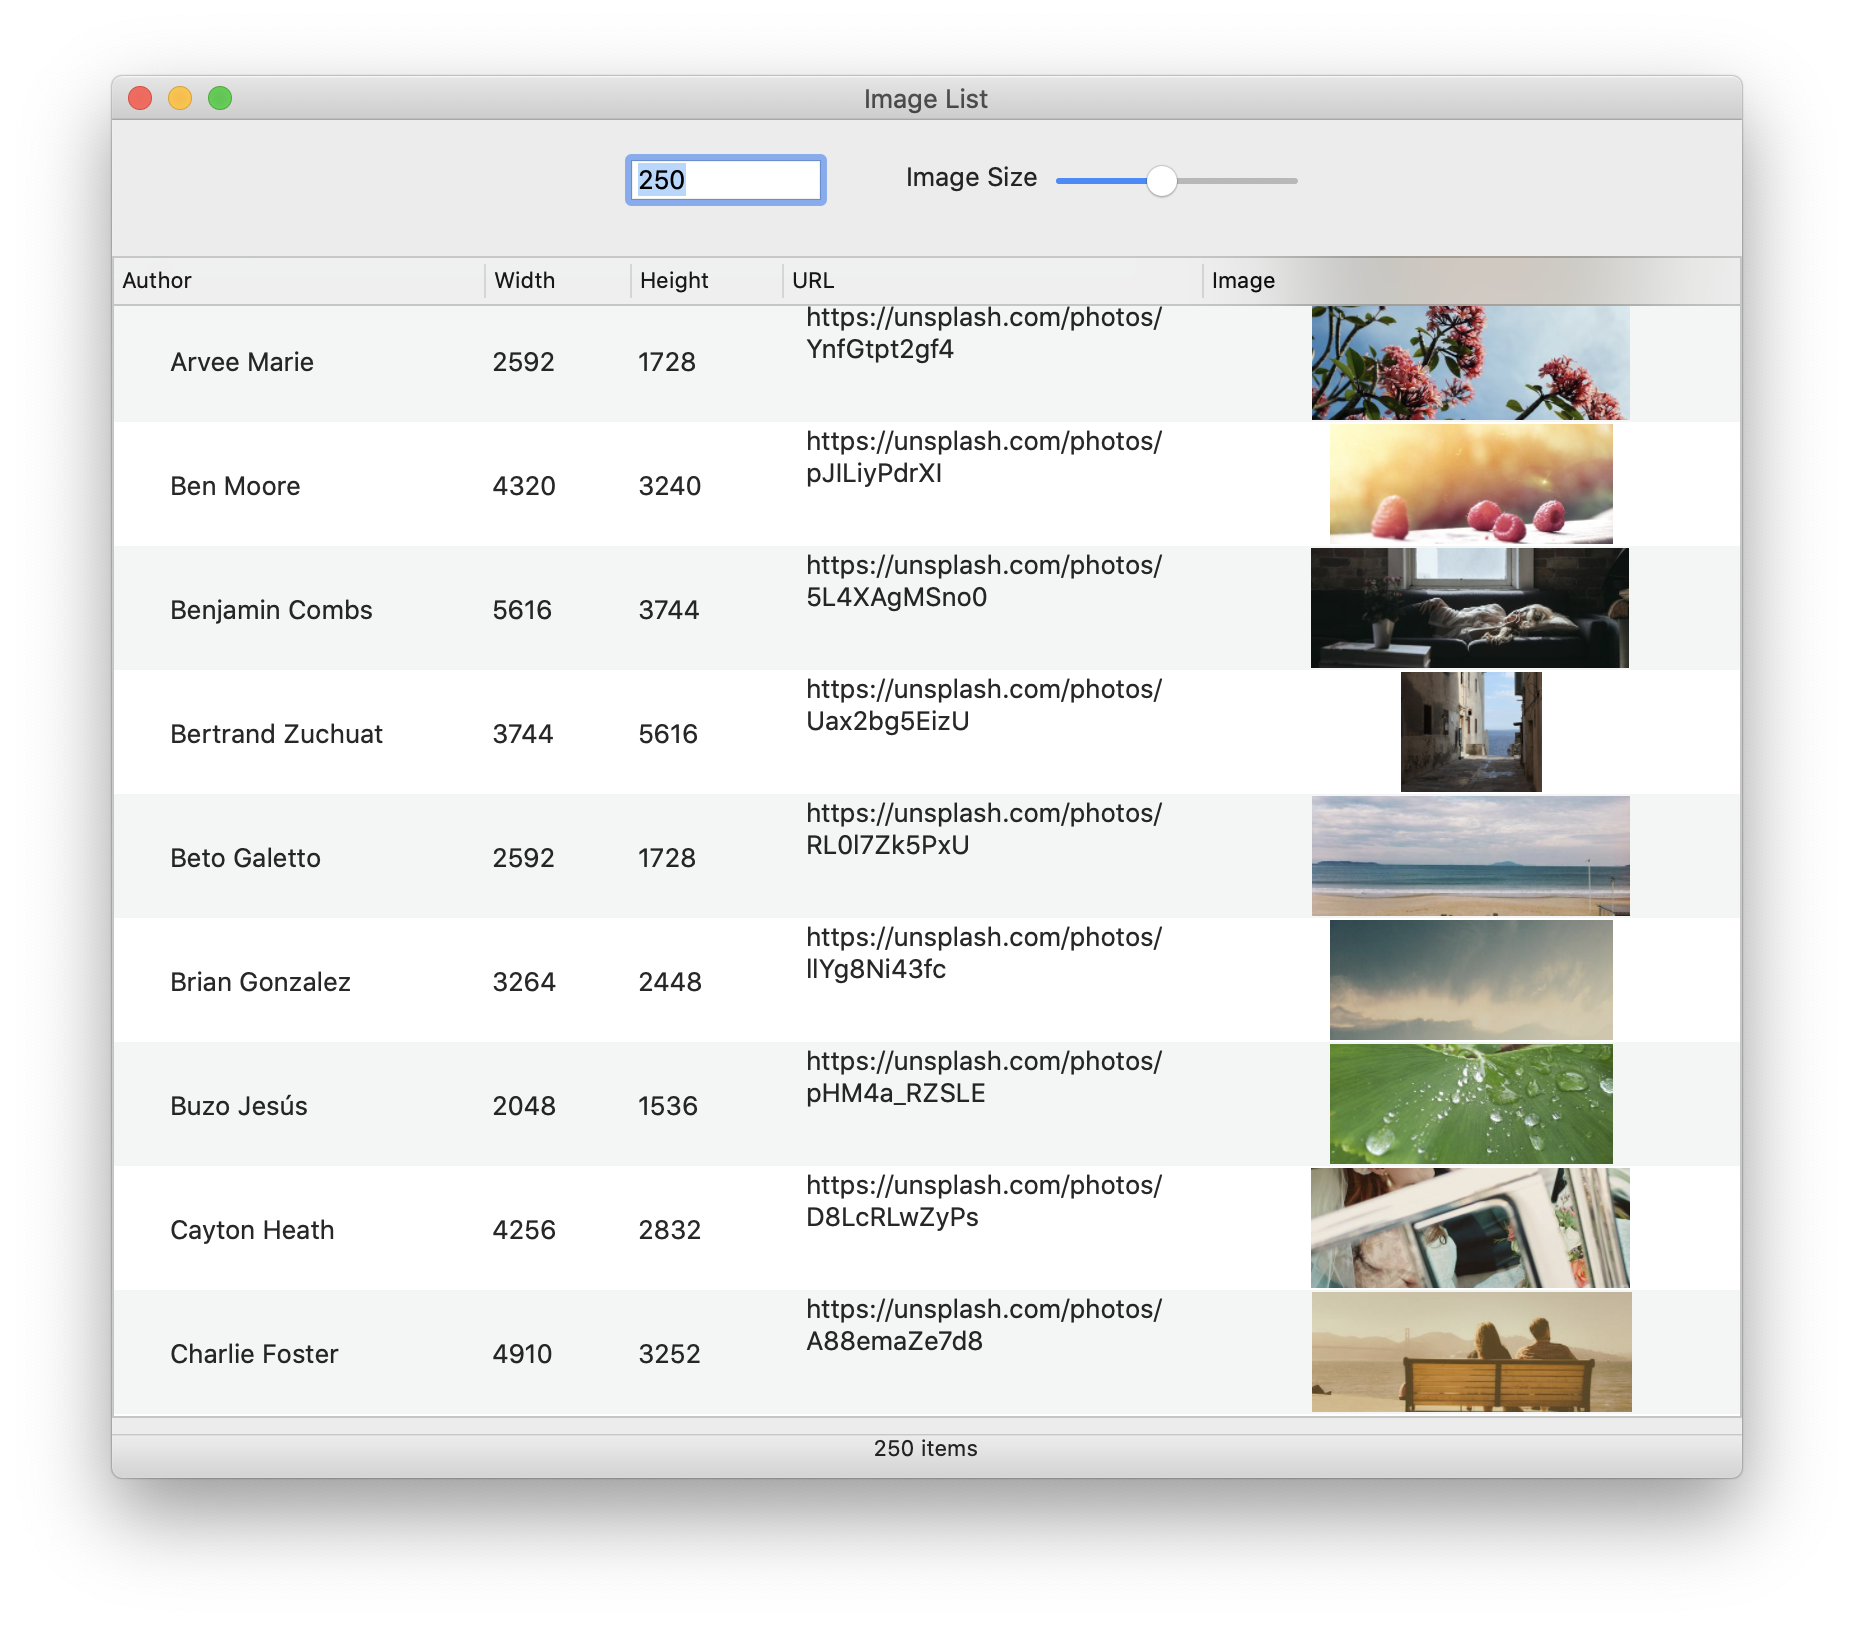 Image List
250
Image Size
Author Width Height URL Image
Arvee Marie 2592 1728 https://unsplash.com/photos/
YnfGtpt2gf4
Ben Moore 4320 3240 https://unsplash.com/photos/
pJILiyPdrXI
Benjamin Combs 5616 3744 https://unsplash.com/photos/
5L4XAgMSno0
Bertrand Zuchuat 3744 5616 https://unsplash.com/photos/
Uax2bg5EizU
Beto Galetto 2592 1728 https://unsplash.com/photos/
RL0l7Zk5PxU
Brian Gonzalez 3264 2448 https://unsplash.com/photos/
llYg8Ni43fc
Buzo Jesús 2048 1536 https://unsplash.com/photos/
pHM4a_RZSLE
Cayton Heath 4256 2832 https://unsplash.com/photos/
D8LcRLwZyPs
Charlie Foster 4910 3252 https://unsplash.com/photos/
A88emaZe7d8
250 items